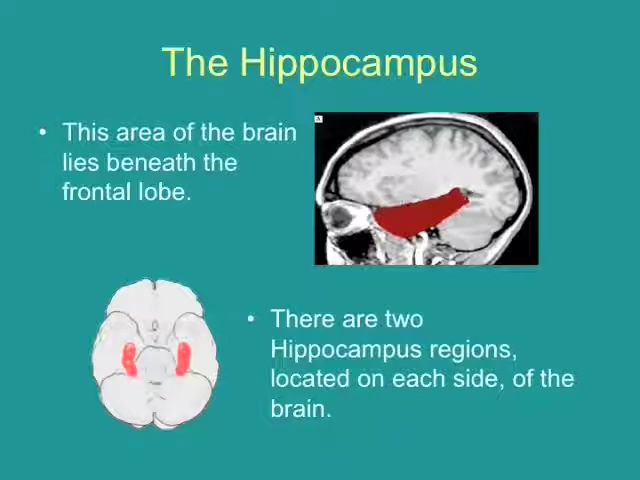 The Hippocampus
• This area of the brain
lies beneath the
frontal lobe.
A
• There are two
Hippocampus regions,
located on each side, of the
brain.